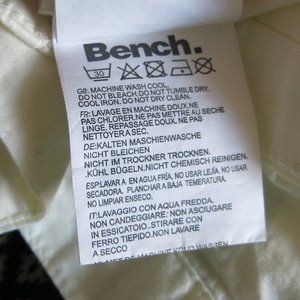 Bench.
30
GB: MACHINE WASH COOL.
DO NOT BLEACH.DO NOT TUMBLE DRY.
COOL IRON. DO NOT DRY CLEAN.
FR: LAVAGE EN MACHINE DOUX.NE
PAS CHLORER.NE PAS METTRE AU SECHE
LINGE. REPASSAGE DOUX. NE PAS
NETTOYER A SEC.
DE:KALTEN MASCHIENWÄSCHE
NICHT BLEICHEN
NICHT IM TROCKNER TROCKNEN.
.KÜHL BÜGELN.NICHT CHEMISCH REINIGEN.
ESP:LAVAR A EN AGUA FRÍA. NO USAR LEJÍA. NO USAR
SECADORA. PLANCHAR A BAJA TEMPERATURA.
NO LIMPIAR ENSECO.
IT:LAVAGGIO CON AQUA FREDDA.
NON CANDEGGIARE. NON ASCIUGARE
IN ESSICATOIO..STIRARE CON
FERRO TIEPIDO.NON LAVARE